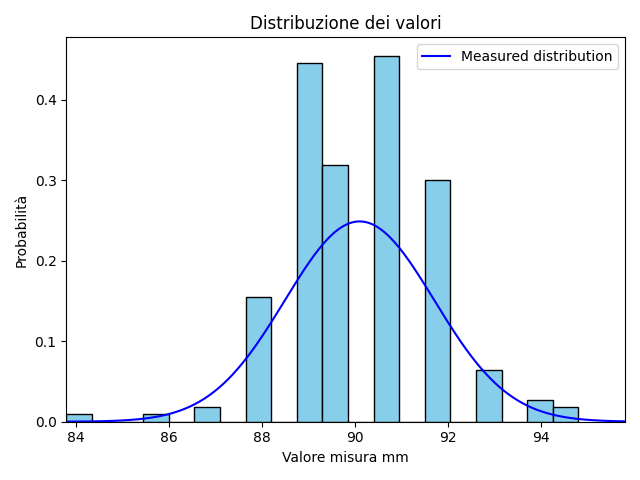 Distribuzione dei valori
Measured distribution
0.4
0.3
0.2
0.1
0.0
Probabilità
84 86 88 90 92 94
Valore misura mm